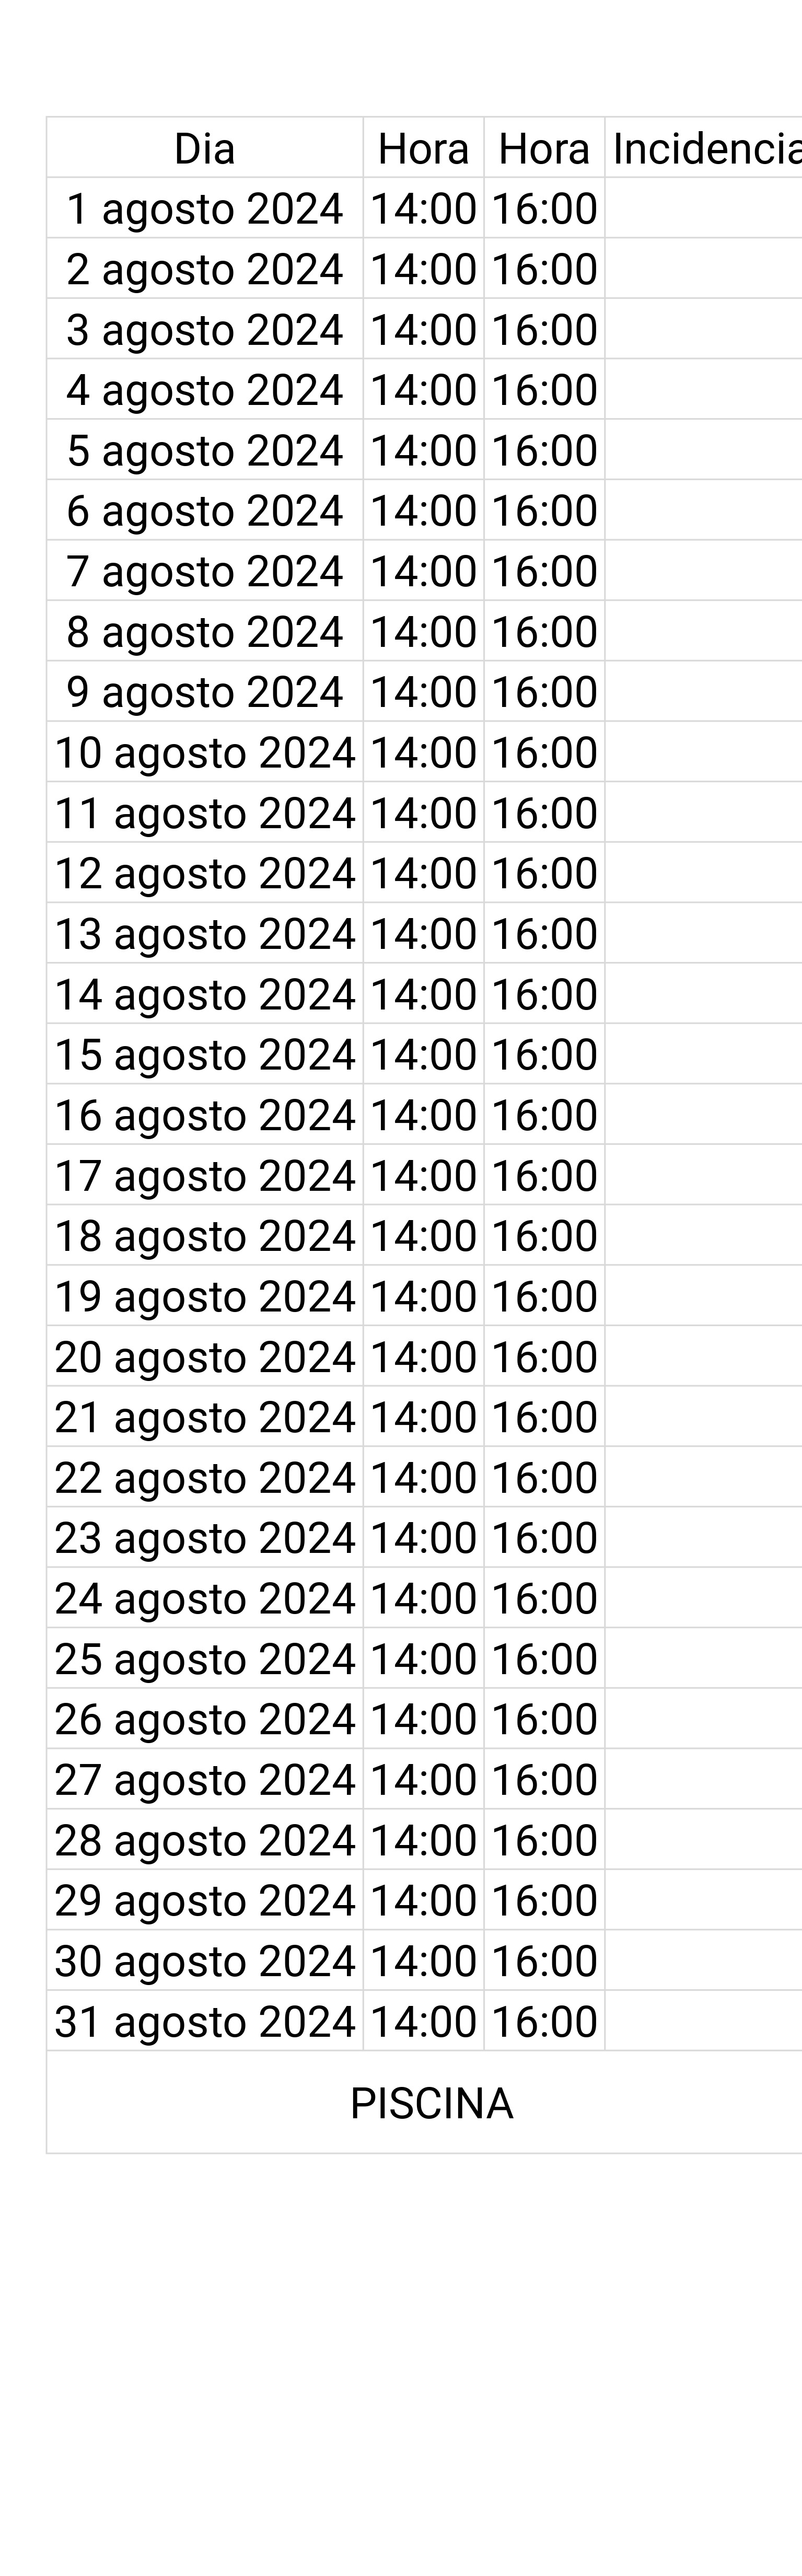 Dia Hora Hora Incidencia
1 agosto 2024 14:00 16:00
2 agosto 2024 14:00 16:00
3 agosto 2024 14:00 16:00
4 agosto 2024 14:00 16:00
5 agosto 2024 14:00 16:00
6 agosto 2024 14:00 16:00
7 agosto 2024 14:00 16:00
8 agosto 2024 14:00 16:00
9 agosto 2024 14:00 16:00
10 agosto 2024 14:00 16:00
11 agosto 2024 14:00 16:00
12 agosto 2024 14:00 16:00
13 agosto 2024 14:00 16:00
14 agosto 2024 14:00 16:00
15 agosto 2024 14:00 16:00
16 agosto 2024 14:00 16:00
17 agosto 2024 14:00 16:00
18 agosto 2024 14:00 16:00
19 agosto 2024 14:00 16:00
20 agosto 2024 14:00 16:00
21 agosto 2024 14:00 16:00
22 agosto 2024 14:00 16:00
23 agosto 2024 14:00 16:00
24 agosto 2024 14:00 16:00
25 agosto 2024 14:00 16:00
26 agosto 2024 14:00 16:00
27 agosto 2024 14:00 16:00
28 agosto 2024 14:00 16:00
29 agosto 2024 14:00 16:00
30 agosto 2024 14:00 16:00
31 agosto 2024 14:00 16:00
PISCINA